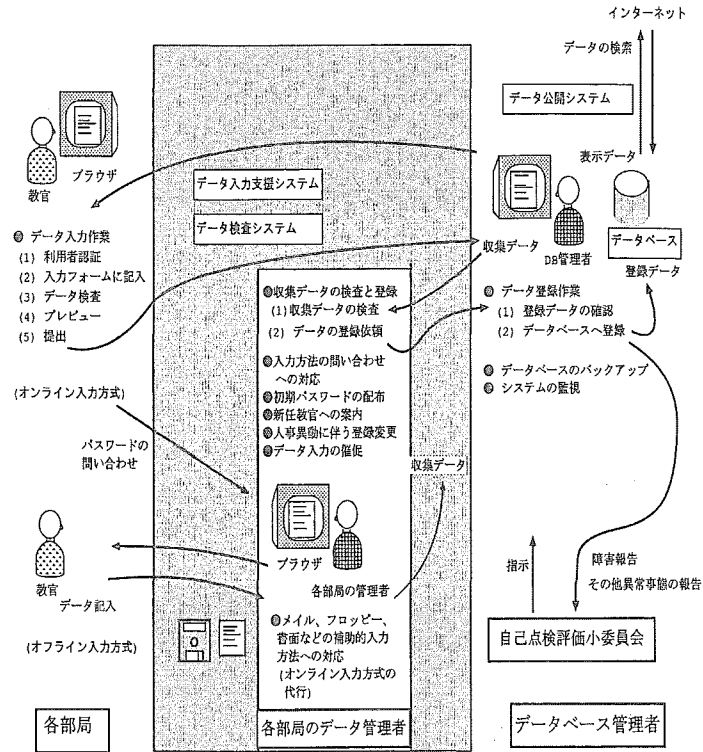 インターネット
データの検索
データ公開システム
表示データ
ブラウザ
教官
データ入力支援システム
データ検査システム
収集データ
DB管理者
データベース
登録データ
データ入力作業
(1) 利用者認証
(2) 入力フォームに記入
(3) データ検査
(4) プレビュー
(5) 提出
収集データの検査と登録
(1) 収集データの検査
(2) データの登録依頼
入力方法の問い合わせ
への対応
初期パスワードの配布
新任教官への案内
人事異動に伴う登録変更
データ入力の催促
データ登録作業
(1) 登録データの確認
(2) データベースへ登録
データベースのバックアップ
システムの監視
(オンライン入力方式)
パスワードの
問い合わせ
収集データ
ブラウザ
各部局の管理者
教官
データ記入
(オフライン入力方式)
メイル、フロッピー、
書面などの補助的入力
方法への対応
(オンライン入力方式の
代行)
指示
障害報告
その他異常事態の報告
自己点検評価小委員会
各部局
各部局のデータ管理者
データベース管理者